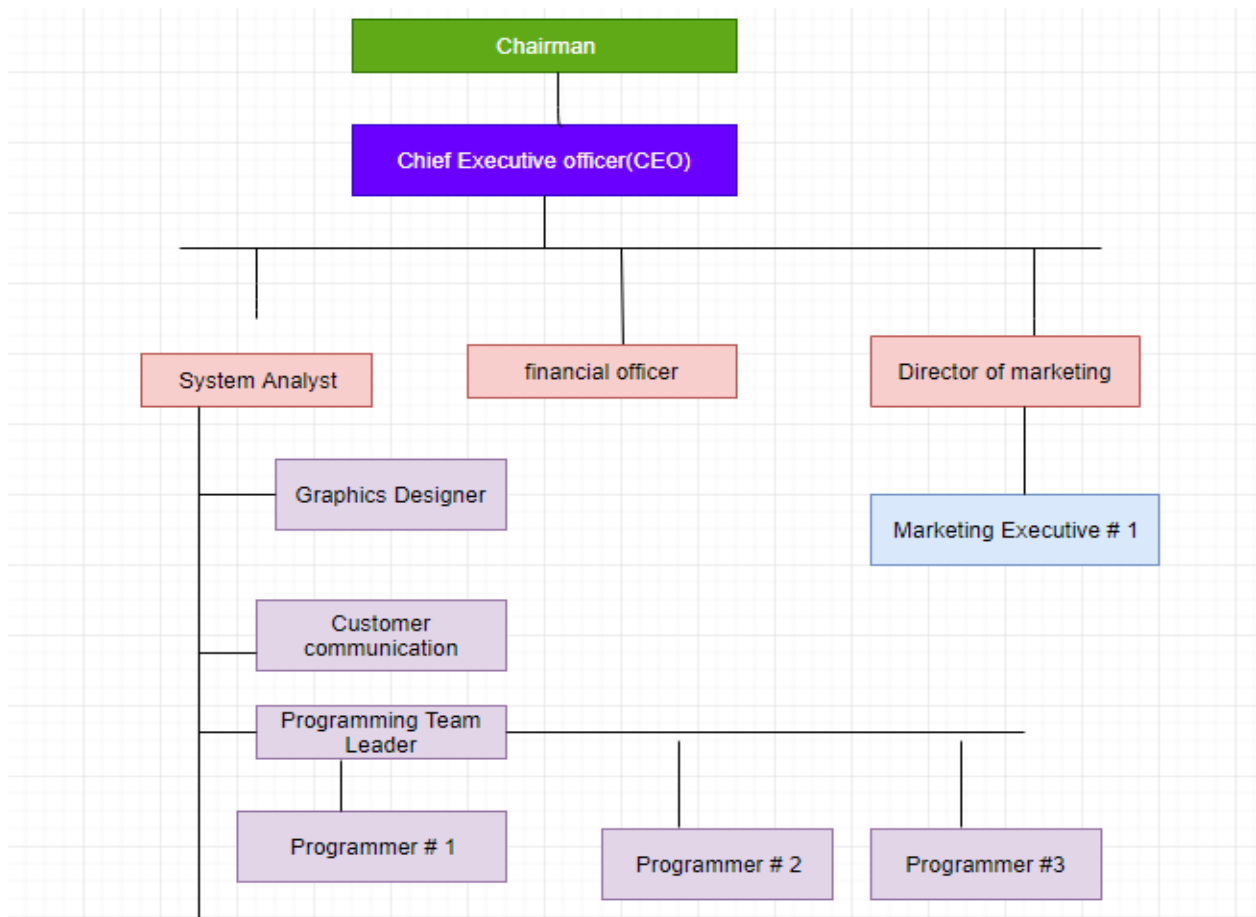 Chairman
Chief Executive officer(CEO)
System Analyst
financial officer
Director of marketing
Graphics Designer
Marketing Executive # 1
Customer
communication
Programming Team
Leader
Programmer # 1
Programmer # 2
Programmer #3